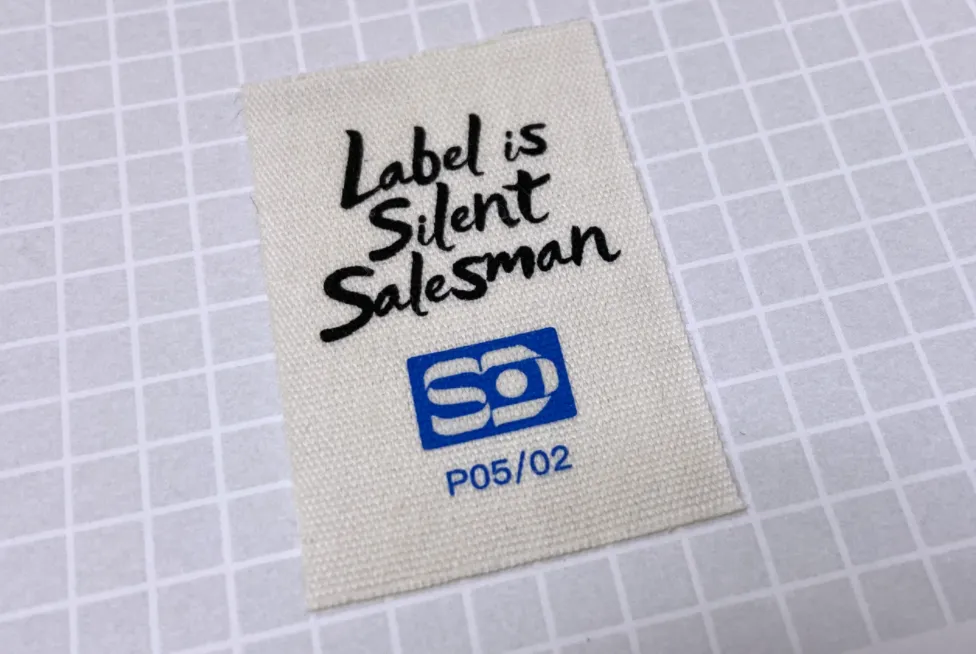 Label is
Silent
Salesman
P05/02